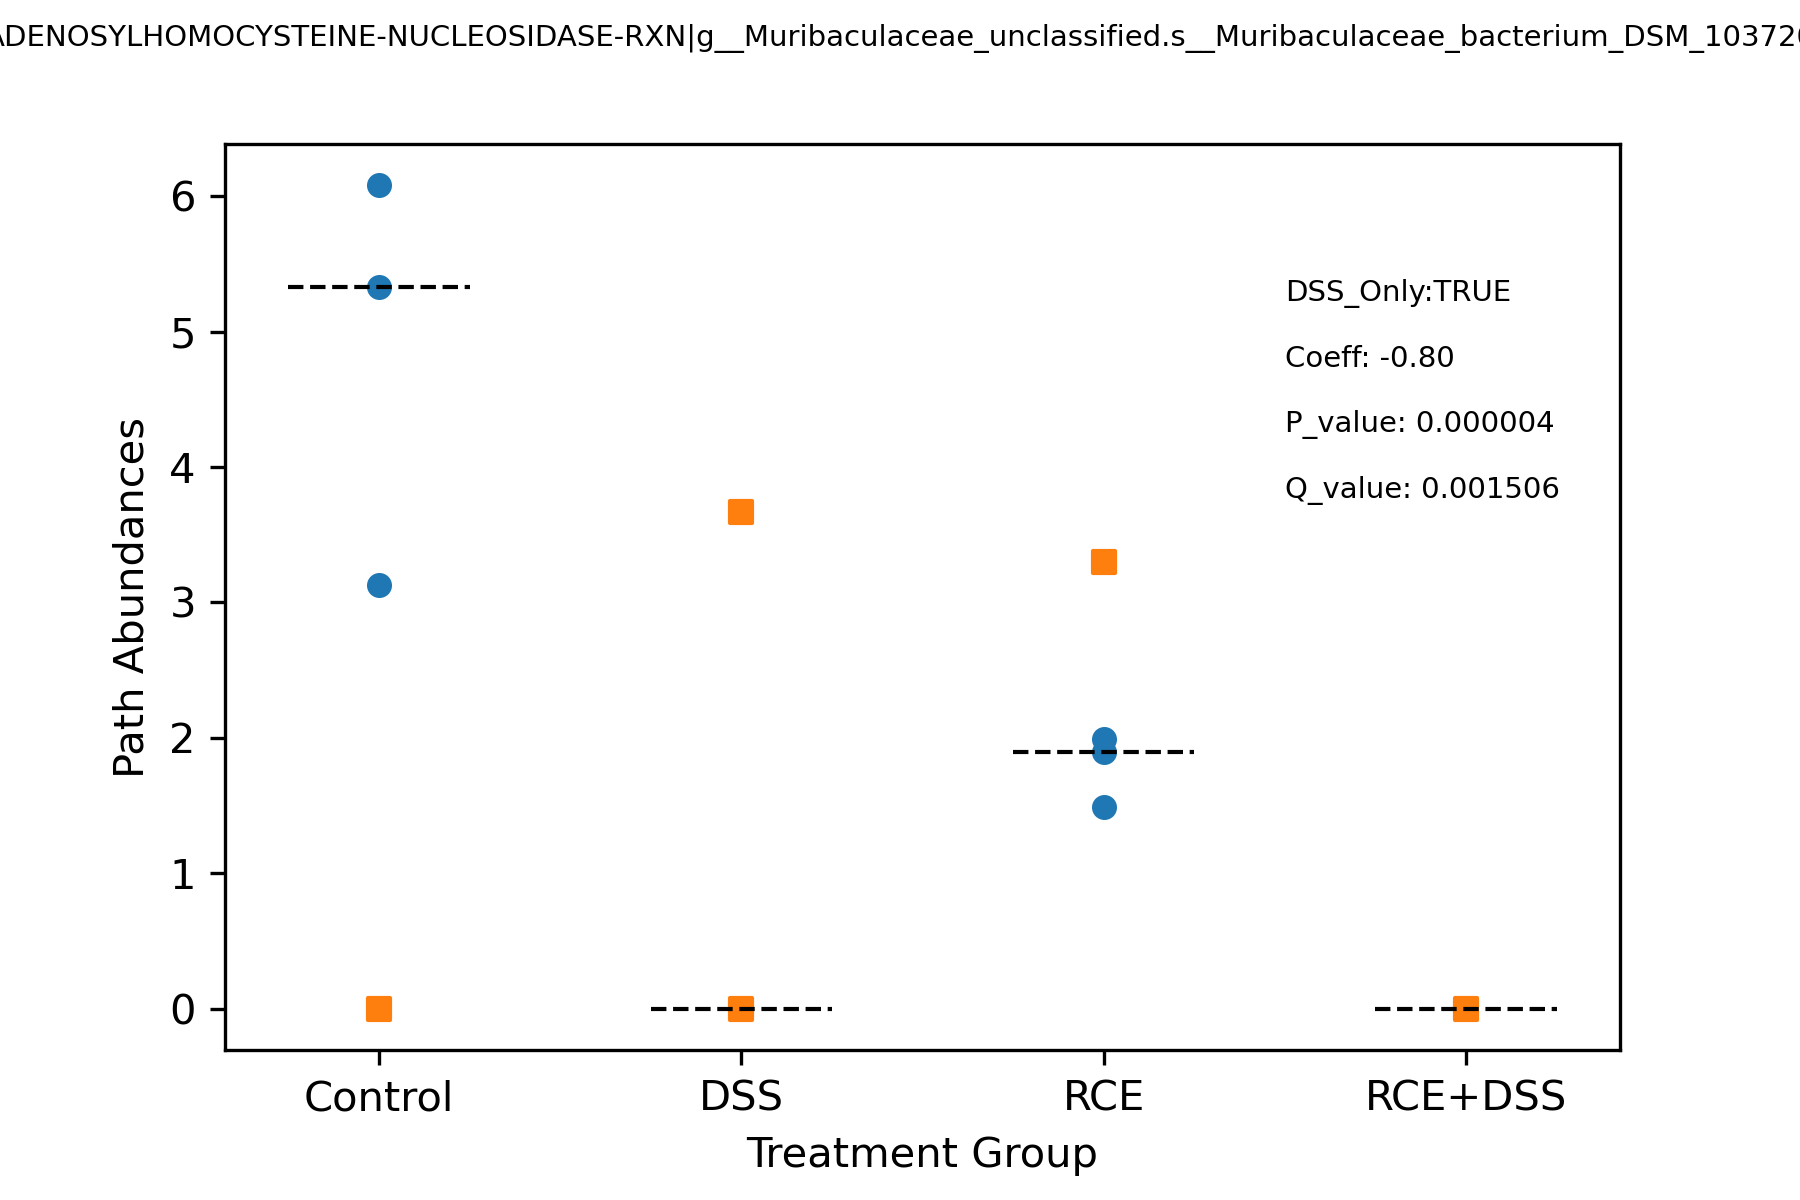 ADENOSYLHOMOCYSTEINE-NUCLEOSIDASE-RXN|g__Muribaculaceae_unclassified.s__Muribaculaceae_bacterium_DSM_103720
6
5
4
3
2
1
0
Path Abundances
DSS_Only:TRUE
Coeff: -0.80
P_value: 0.000004
Q_value: 0.001506
Control
DSS
RCE
RCE+DSS
Treatment Group